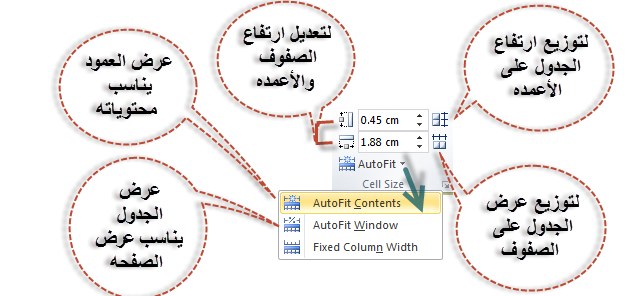 لتعديل ارتفاع
الصفوف
والأعمده
لتوزيع ارتفاع
الجدول على
الأعمده
عرض العمود
يناسب
محتوياته
0.45 cm
1.88 cm
AutoFit
Cell Size
AutoFit Contents
AutoFit Window
Fixed Column Width
عرض
الجدول
يناسب عرض
الصفحه
لتوزيع عرض
الجدول على
الصفوف